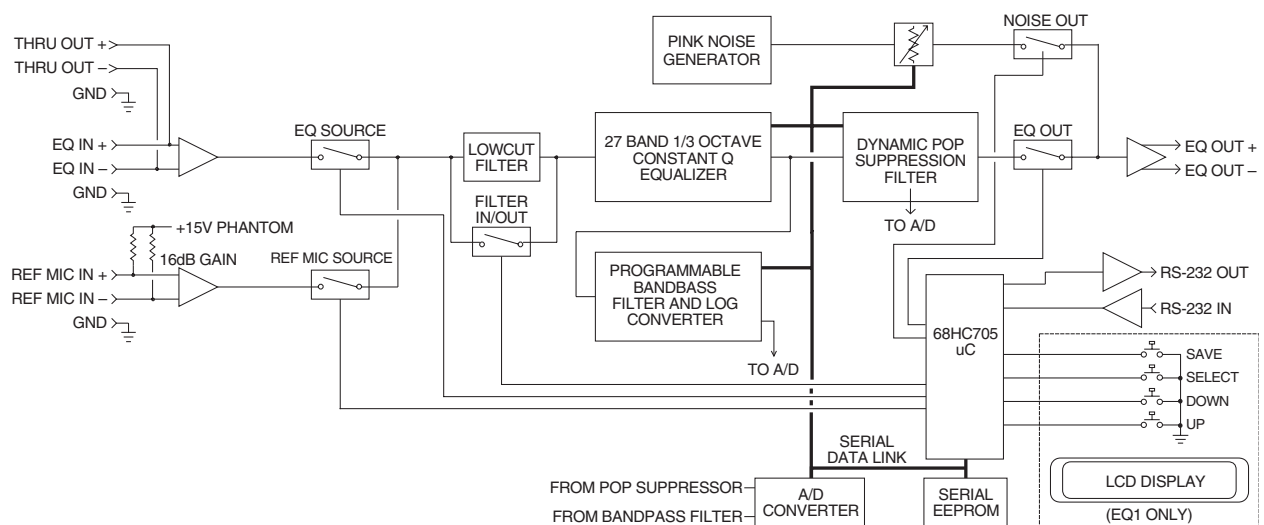 THRU OUT +
THRU OUT –
GND
EQ IN +
EQ IN –
GND
+15V PHANTOM
16dB GAIN
REF MIC IN +
REF MIC IN –
GND
EQ SOURCE
REF MIC SOURCE
LOWCUT
FILTER
FILTER
IN/OUT
PINK NOISE
GENERATOR
27 BAND 1/3 OCTAVE
CONSTANT Q
EQUALIZER
PROGRAMMABLE
BANDBASS
FILTER AND LOG
CONVERTER
TO A/D
DYNAMIC POP
SUPPRESSION
FILTER
TO A/D
NOISE OUT
EQ OUT
EQ OUT +
EQ OUT –
RS-232 OUT
RS-232 IN
68HC705
uC
SAVE
SELECT
DOWN
UP
SERIAL
DATA LINK
FROM POP SUPPRESSOR
FROM BANDPASS FILTER
A/D
CONVERTER
SERIAL
EEPROM
LCD DISPLAY
(EQ1 ONLY)